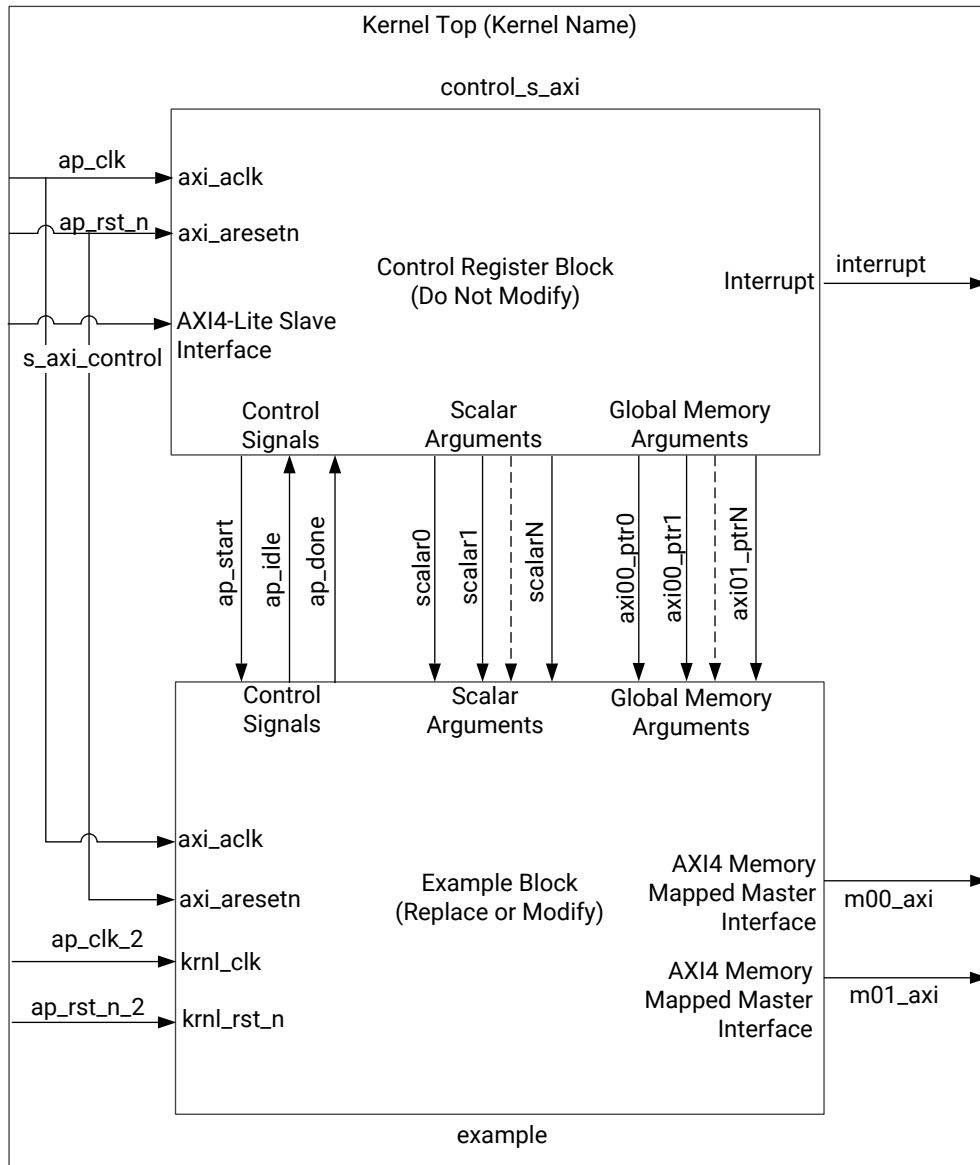 Kernel Top (Kernel Name)
control_s_axi
ap_clk
axi_aclk
ap_rst_n
axi_aresetn
Control Register Block
(Do Not Modify)
Interrupt
interrupt
AXI4-Lite Slave
Interface
s_axi_control
Control
Signals
Scalar
Arguments
Global Memory
Arguments
ap_start
ap_idle
ap_done
scalar0
scalar1
scalarN
axi00_ptr0
axi00_ptr1
axi01_ptrN
Control
Signals
Scalar
Arguments
Global Memory
Arguments
axi_aclk
axi_aresetn
ap_clk_2
krnl_clk
ap_rst_n_2
krnl_rst_n
Example Block
(Replace or Modify)
AXI4 Memory
Mapped Master
Interface
m00_axi
AXI4 Memory
Mapped Master
Interface
m01_axi
example